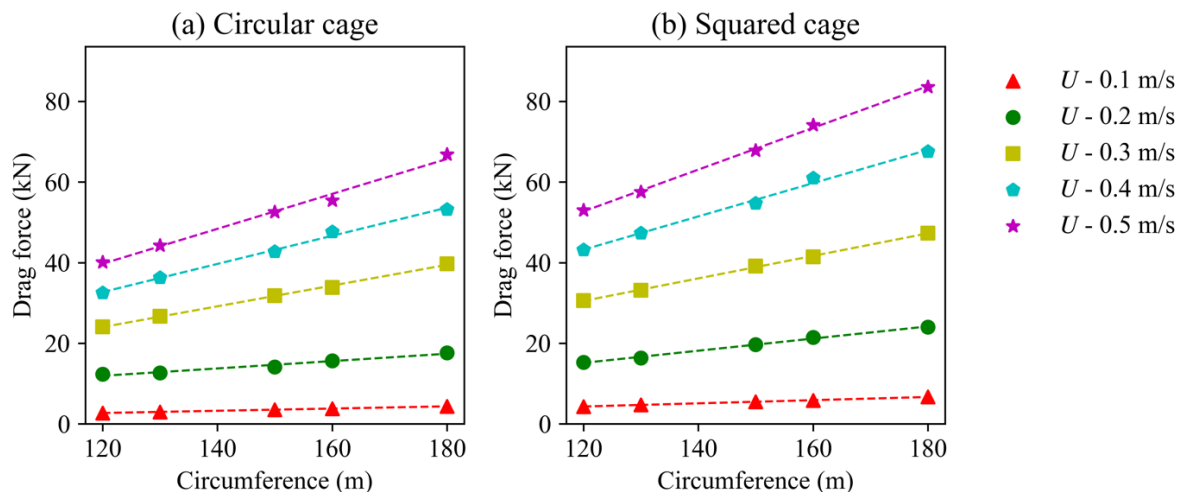 (a) Circular cage
(b) Squared cage
Drag force (kN)
80
60
40
20
0
120
140
160
180
Circumference (m)
Drag force (kN)
80
60
40
20
0
120
140
160
180
Circumference (m)
U - 0.1 m/s
U - 0.2 m/s
U - 0.3 m/s
U - 0.4 m/s
U - 0.5 m/s